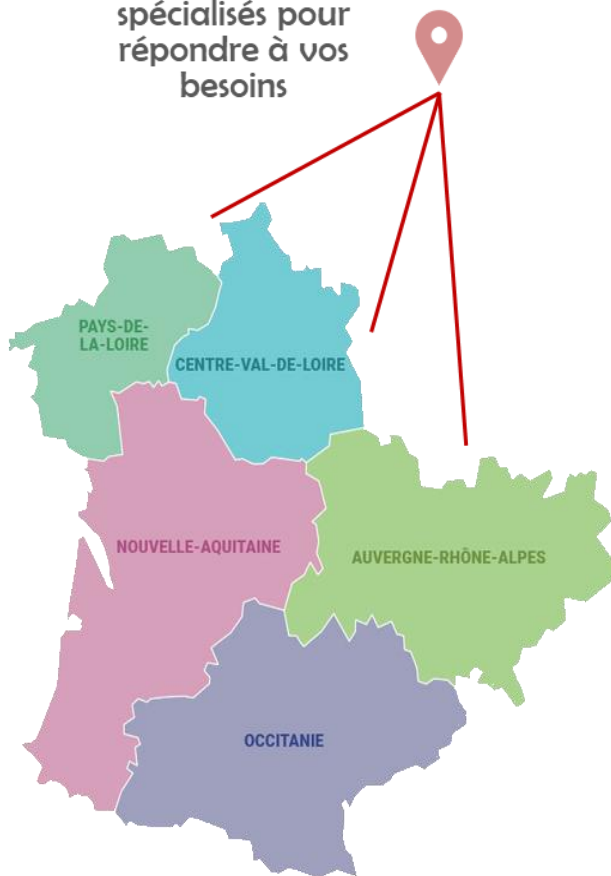 spécialisés pour
répondre à vos
besoins
PAYS-DE-
LA-LOIRE
CENTRE-VAL-DE-LOIRE
NOUVELLE-AQUITAINE
AUVERGNE-RHÔNE-ALPES
OCCITANIE